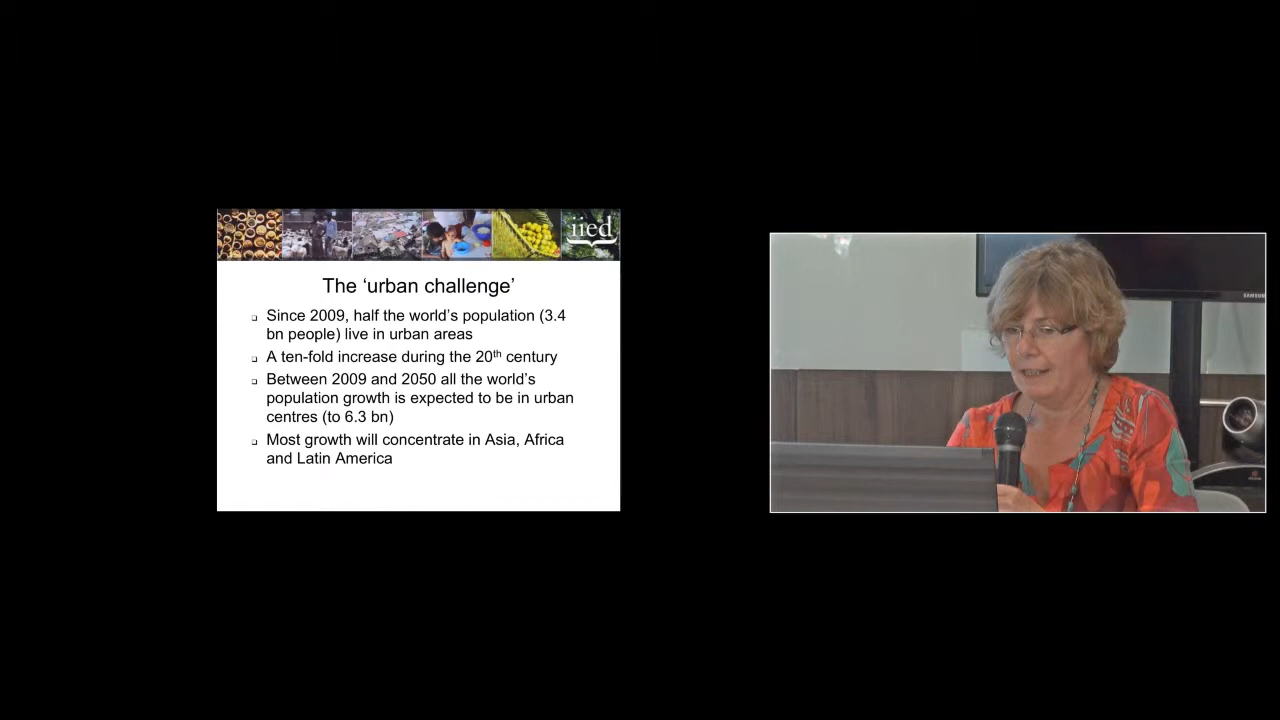 iied
The ‘urban challenge’
Since 2009, half the world’s population (3.4
bn people) live in urban areas
A ten-fold increase during the 20th century
Between 2009 and 2050 all the world’s
population growth is expected to be in urban
centres (to 6.3 bn)
Most growth will concentrate in Asia, Africa
and Latin America
SAMSUNG